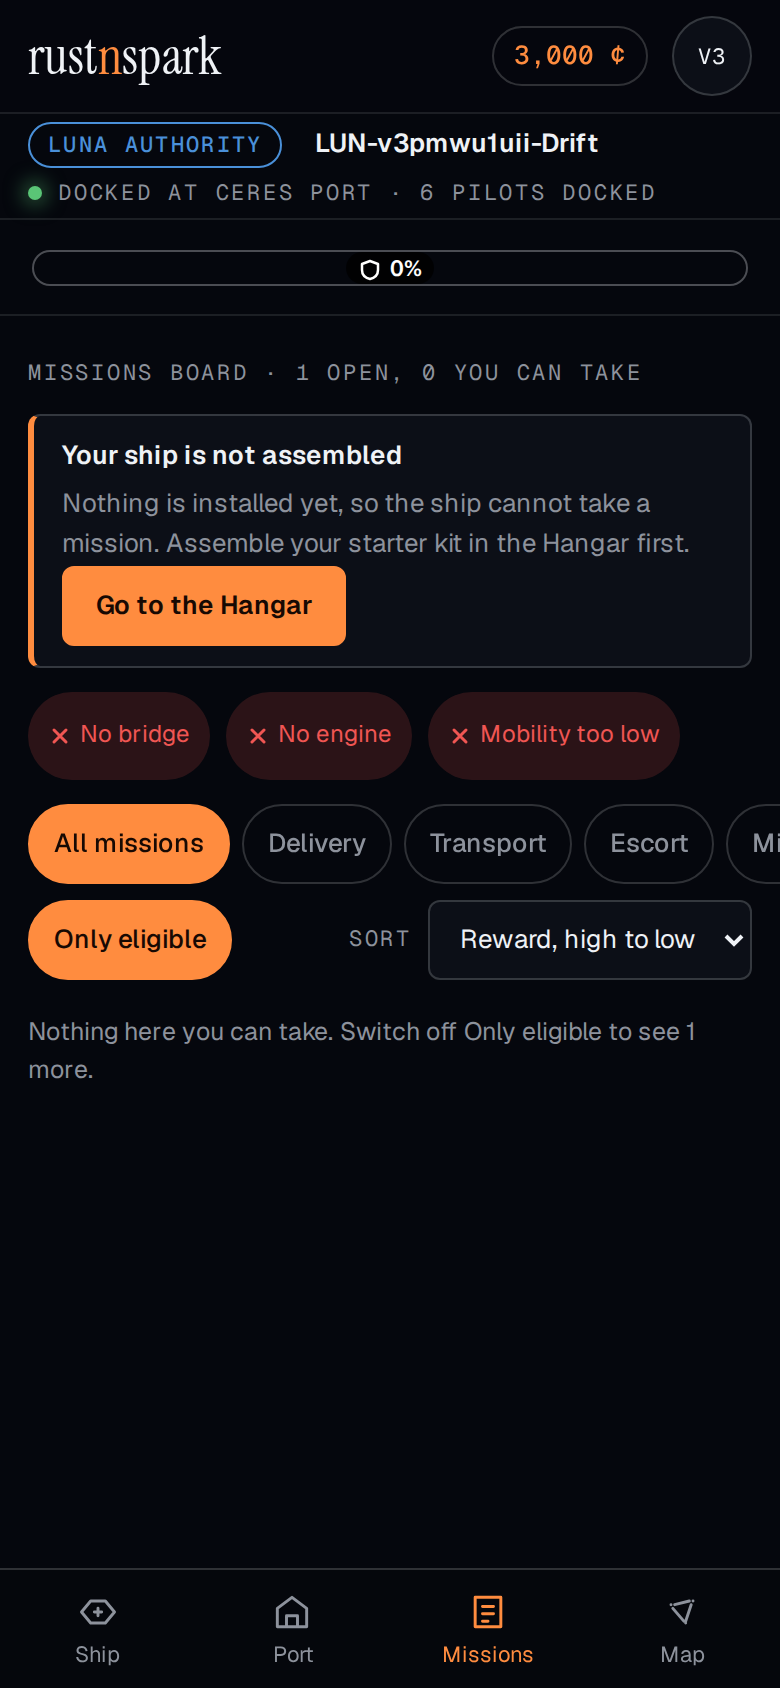 rustnspark
3,000 ¢
V3
LUNA AUTHORITY
LUN-v3pmwu1uii-Drift
DOCKED AT CERES PORT · 6 PILOTS DOCKED
0%
MISSIONS BOARD · 1 OPEN, 0 YOU CAN TAKE
Your ship is not assembled
Nothing is installed yet, so the ship cannot take a
mission. Assemble your starter kit in the Hangar first.
Go to the Hangar
No bridge
No engine
Mobility too low
All missions
Delivery
Transport
Escort
Mi
Only eligible
SORT
Reward, high to low
Nothing here you can take. Switch off Only eligible to see 1
more.
Ship
Port
Missions
Map